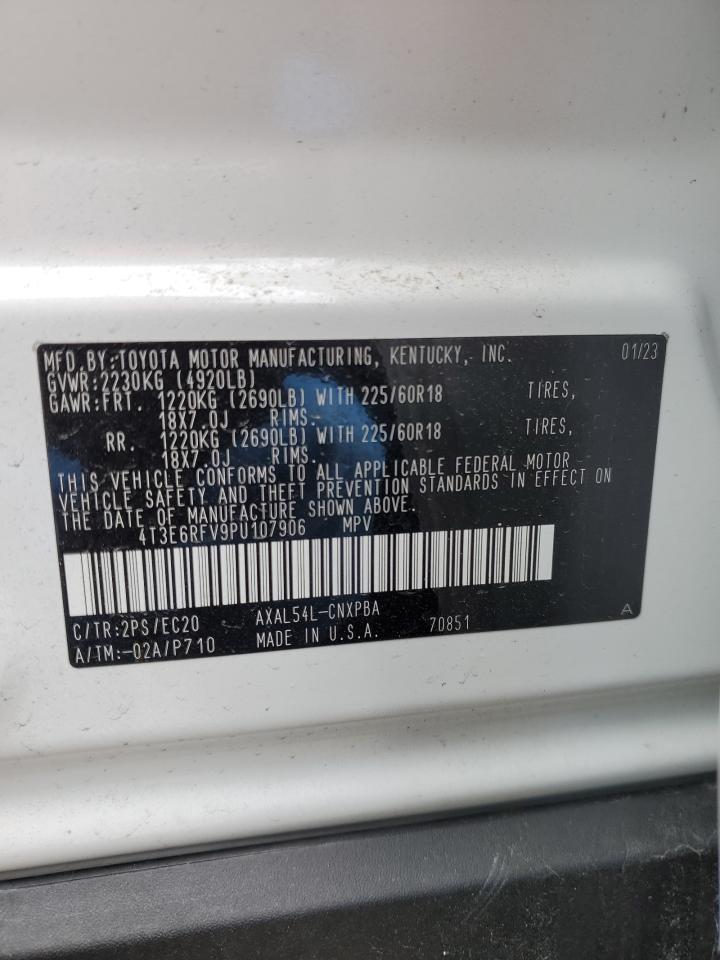 MFD.BY:TOYOTA MOTOR MANUFACTURING, KENTUCKY, INC. 01/23
GVWR:2230KG (4920LB)
GAWR:FRT. 1220KG (2690LB) WITH 225/60R18 TIRES,
18X7.0J RIMS.
RR. 1220KG (2690LB) WITH 225/60R18 TIRES,
18X7.0J RIMS.
THIS VEHICLE CONFORMS TO ALL APPLICABLE FEDERAL MOTOR
VEHICLE SAFETY AND THEFT PREVENTION STANDARDS IN EFFECT ON
THE DATE OF MANUFACTURE SHOWN ABOVE.
4T3E6RFV9PU107906 MPV
C/TR:2PS/EC20 AXAL54L-CNXPBA
A/TM:-02A/P710 MADE IN U.S.A. 70851 A